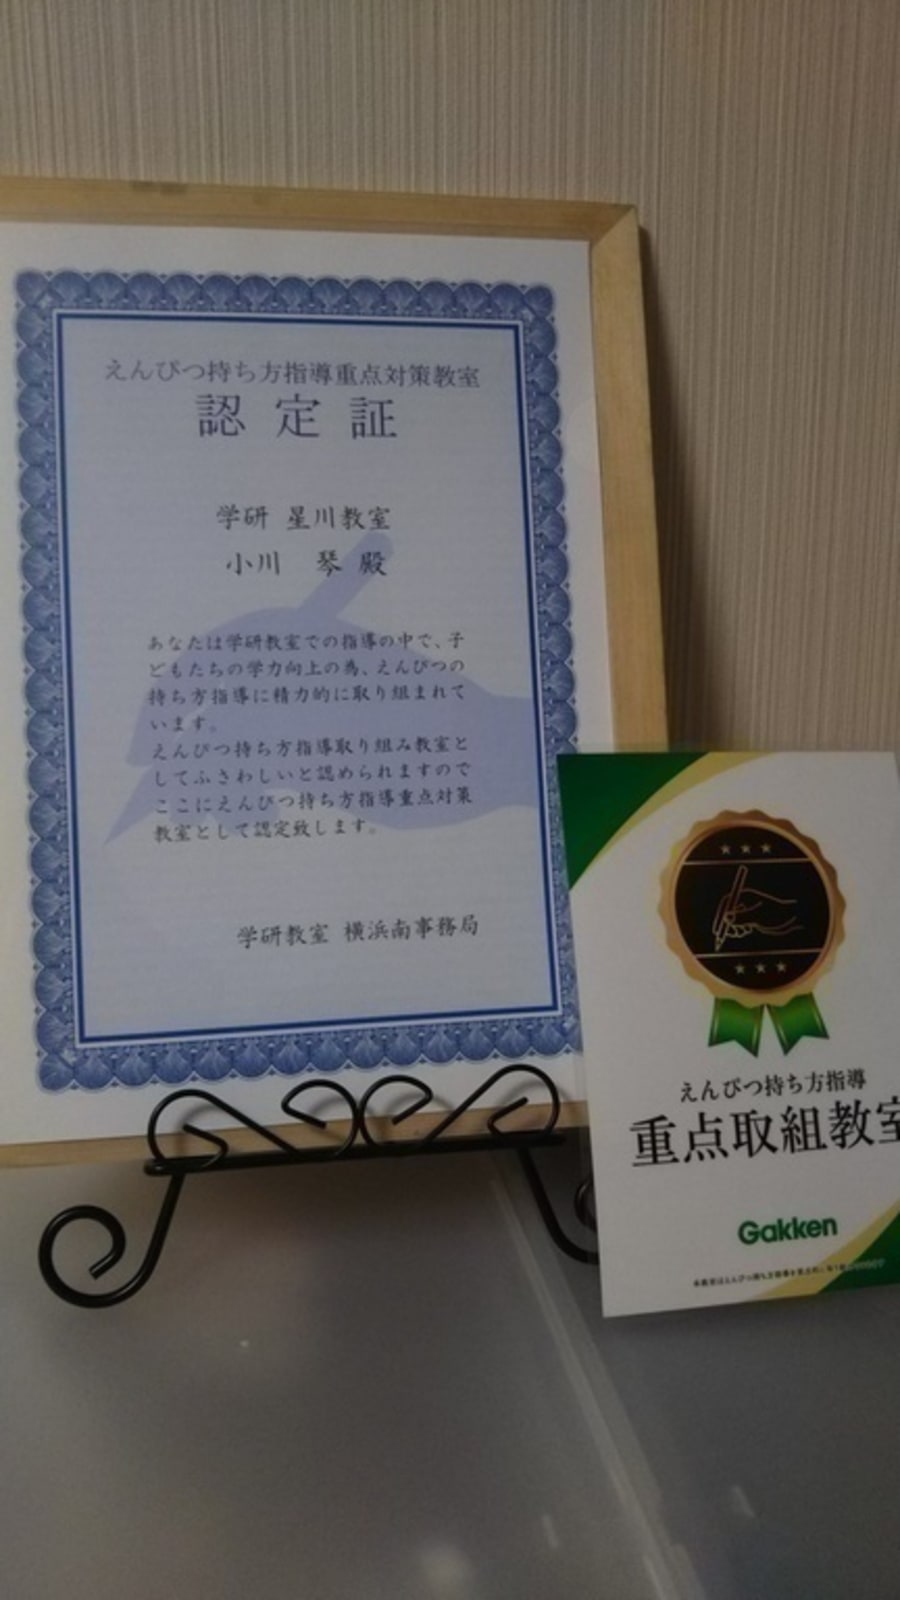 えんぴつ持ち方指導重点対策教室
認定証
学研 星川教室
小川 琴 殿
あなたは学研教室での指導の中で、子
どもたちの学力向上の為、えんぴつの
持ち方指導に精力的に取り組まれて
います。
えんぴつ持ち方指導取り組み教室と
してふさわしいと認められますので
ここにえんぴつ持ち方指導重点対策
教室として認定致します。
学研教室 横浜南事務局
えんぴつ持ち方指導
重点取組教室
Gakken